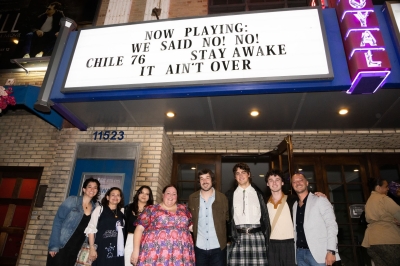 NOW PLAYING:
WE SAID NO! NO!
CHILE 76 STAY AWAKE
IT AIN'T OVER
ROYAL
11523